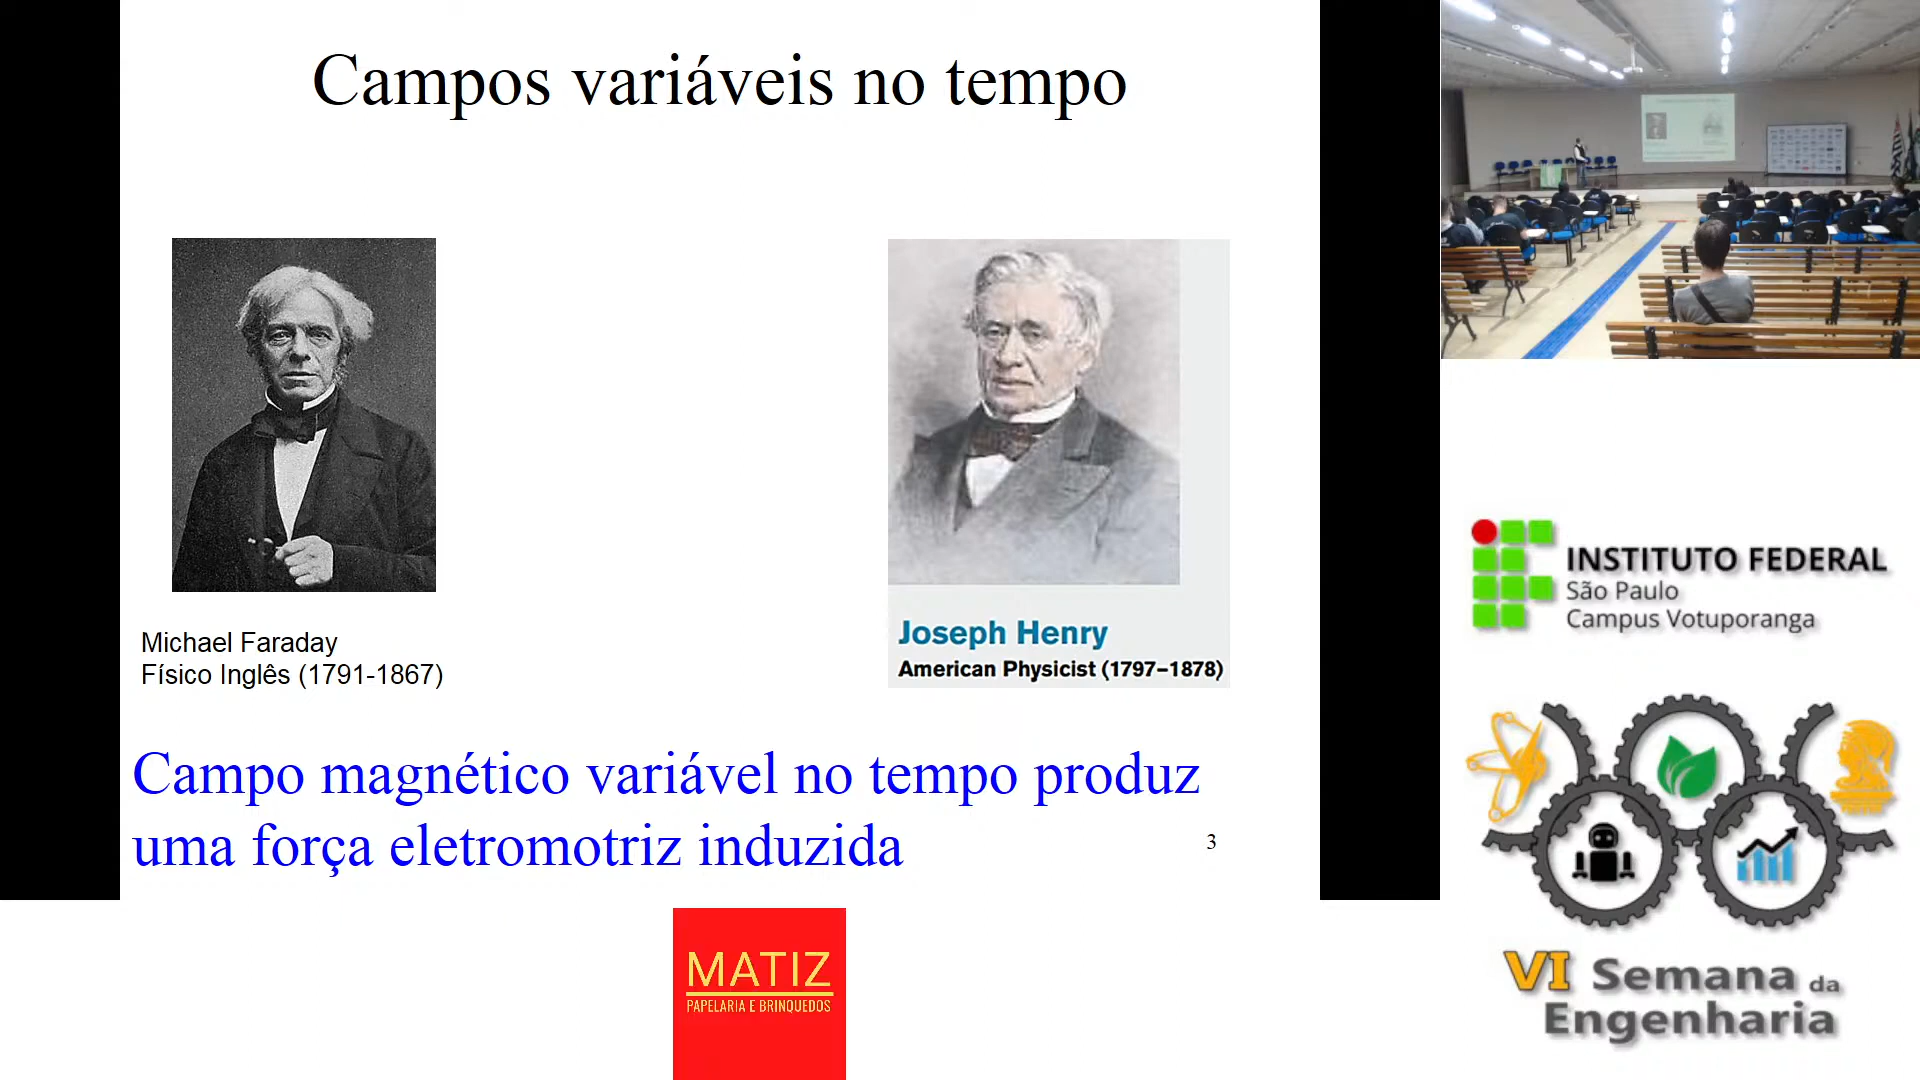 Campos variáveis no tempo
Michael Faraday
Físico Inglês (1791-1867)
Joseph Henry
American Physicist (1797–1878)
Campo magnético variável no tempo produz
uma força eletromotriz induzida
3
MATIZ
PAPELARIA E BRINQUEDOS
INSTITUTO FEDERAL
São Paulo
Campus Votuporanga
VI Semana da
Engenharia